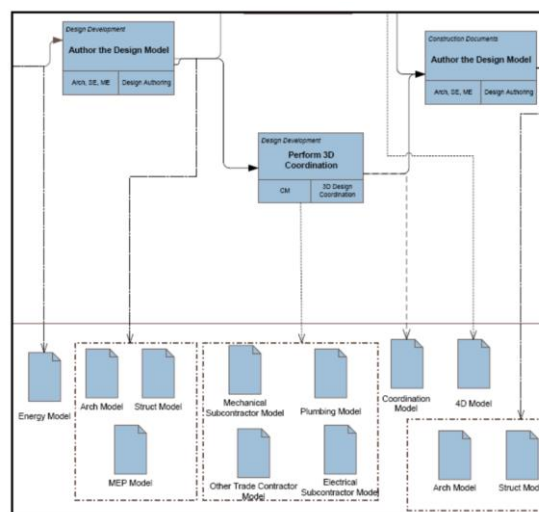 Design Development
Author the Design Model
Arch, SE, ME
Design Authoring
Construction Documents
Author the Design Model
Arch, SE, ME
Design Authoring
Design Development
Perform 3D
Coordination
CM
3D Design
Coordination
Energy Model
Arch Model
Struct Model
MEP Model
Mechanical
Subcontractor Model
Plumbing Model
Other Trade Contractor
Model
Electrical
Subcontractor Model
Coordination
Model
4D Model
Arch Model
Struct Mod